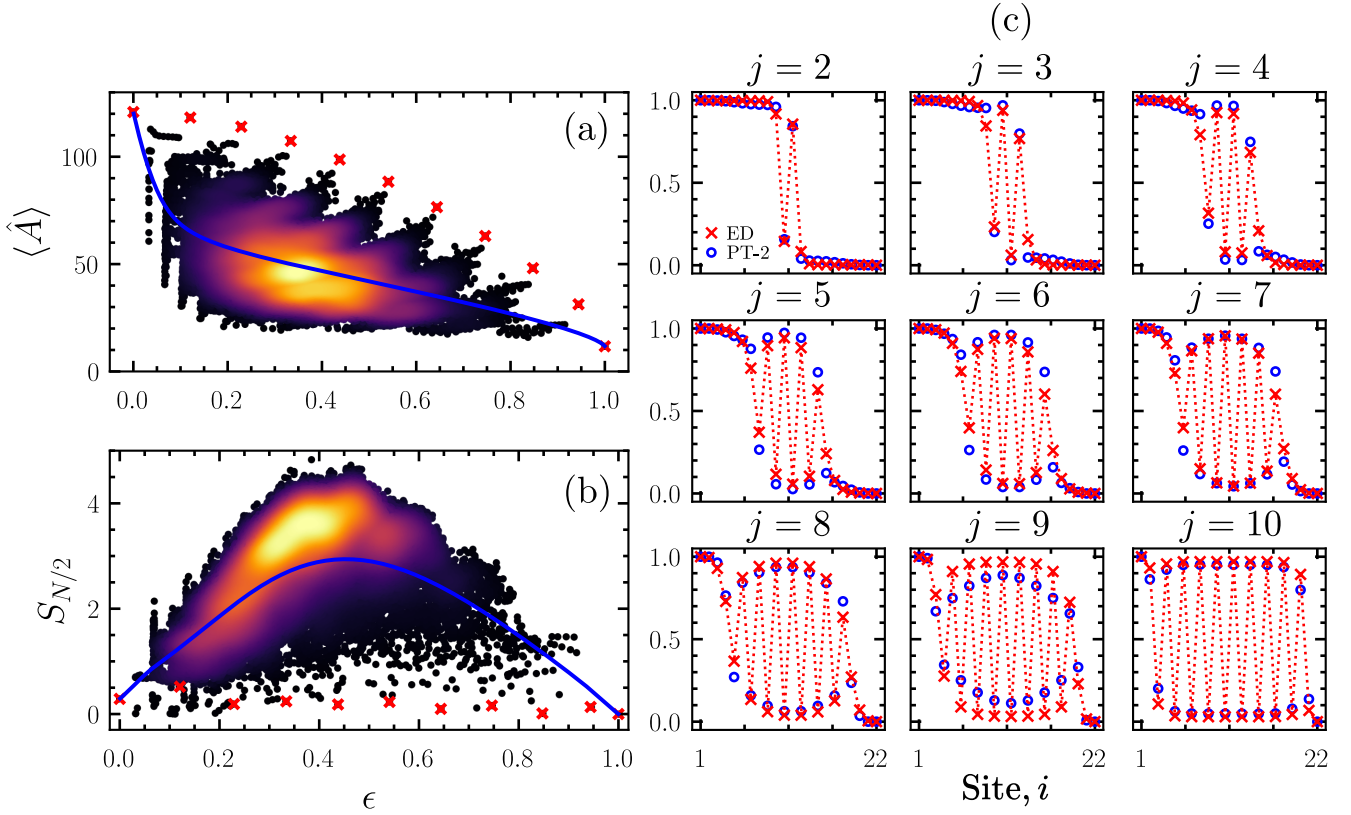 (c)
⟨Â⟩
100
50
0
(a)
0.0 0.2 0.4 0.6 0.8 1.0
S_{N/2}
4
2
0
(b)
0.0 0.2 0.4 0.6 0.8 1.0
ϵ
j = 2
j = 3
j = 4
1.0
0.5
0.0
ED
PT-2
j = 5
j = 6
j = 7
1.0
0.5
0.0
j = 8
j = 9
j = 10
1.0
0.5
0.0
1 22
1 22
1 22
Site, i